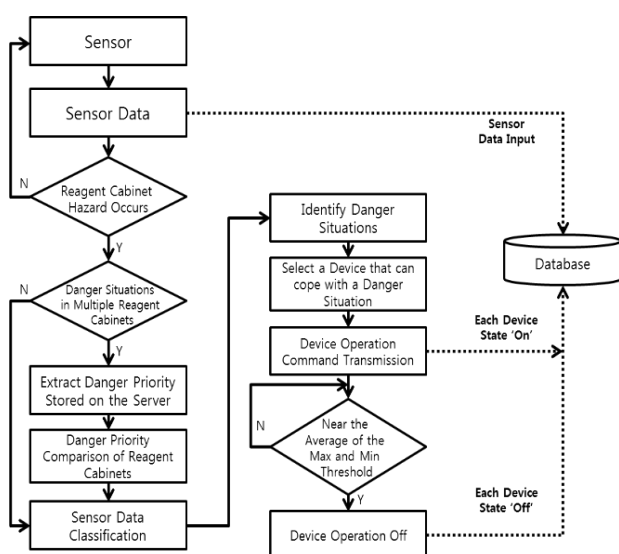 Sensor
Sensor Data
N
Reagent Cabinet
Hazard Occurs
Y
N
Danger Situations
in Multiple Reagent
Cabinets
Y
Extract Danger Priority
Stored on the Server
Danger Priority
Comparison of Reagent
Cabinets
Sensor Data
Classification
Identify Danger
Situations
Select a Device that can
cope with a Danger
Situation
Device Operation
Command Transmission
N
Near the
Average of the
Max and Min
Threshold
Y
Device Operation Off
Sensor
Data Input
Database
Each Device
State 'On'
Each Device
State 'Off'